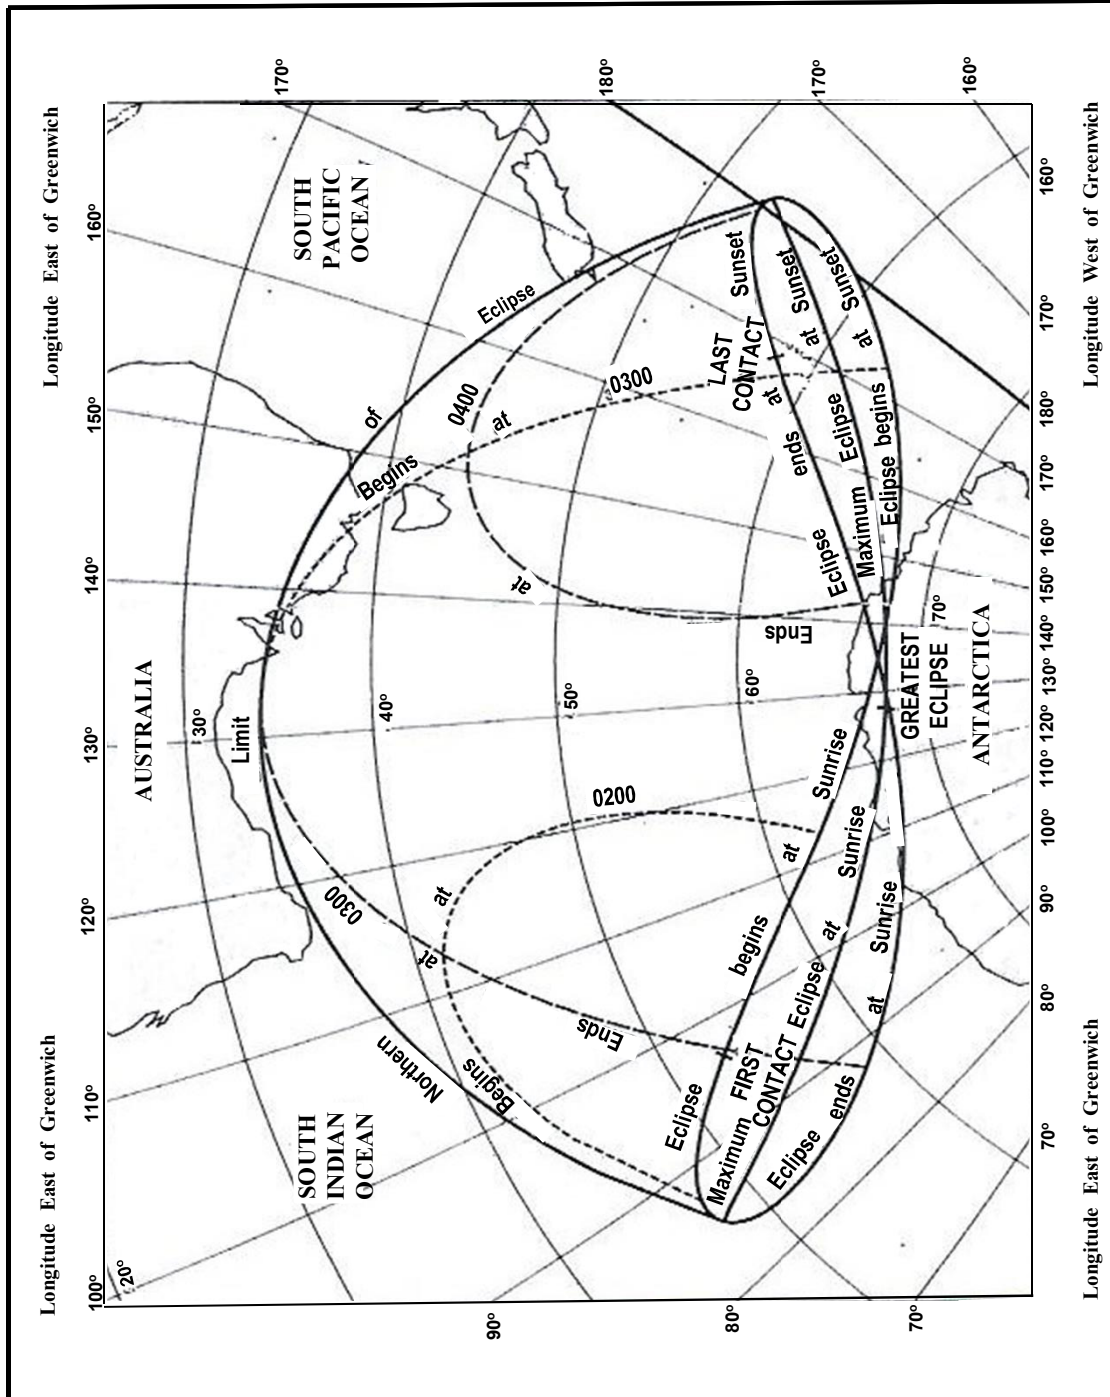 Longitude East of Greenwich
Longitude East of Greenwich
Longitude West of Greenwich
Longitude East of Greenwich
170°
180°
170°
160°
160°
150°
140°
130°
120°
110°
100°
90°
80°
70°
160°
170°
180°
170°
160°
150°
140°
130°
120°
110°
100°
90°
80°
70°
20°
30°
40°
50°
60°
70°
SOUTH
PACIFIC
OCEAN
AUSTRALIA
SOUTH
INDIAN
OCEAN
ANTARCTICA
Northern
Limit
of
Eclipse
Begins
at
0200
Begins
at
0300
Ends
at
0300
Ends
at
0400
LAST
CONTACT
FIRST
CONTACT
GREATEST
ECLIPSE
Eclipse
ends
at
Sunset
Maximum
Eclipse
at
Sunset
Eclipse begins
at
Sunset
Eclipse
begins
at
Sunrise
Maximum
Eclipse
at
Sunrise
Eclipse
ends
at
Sunrise